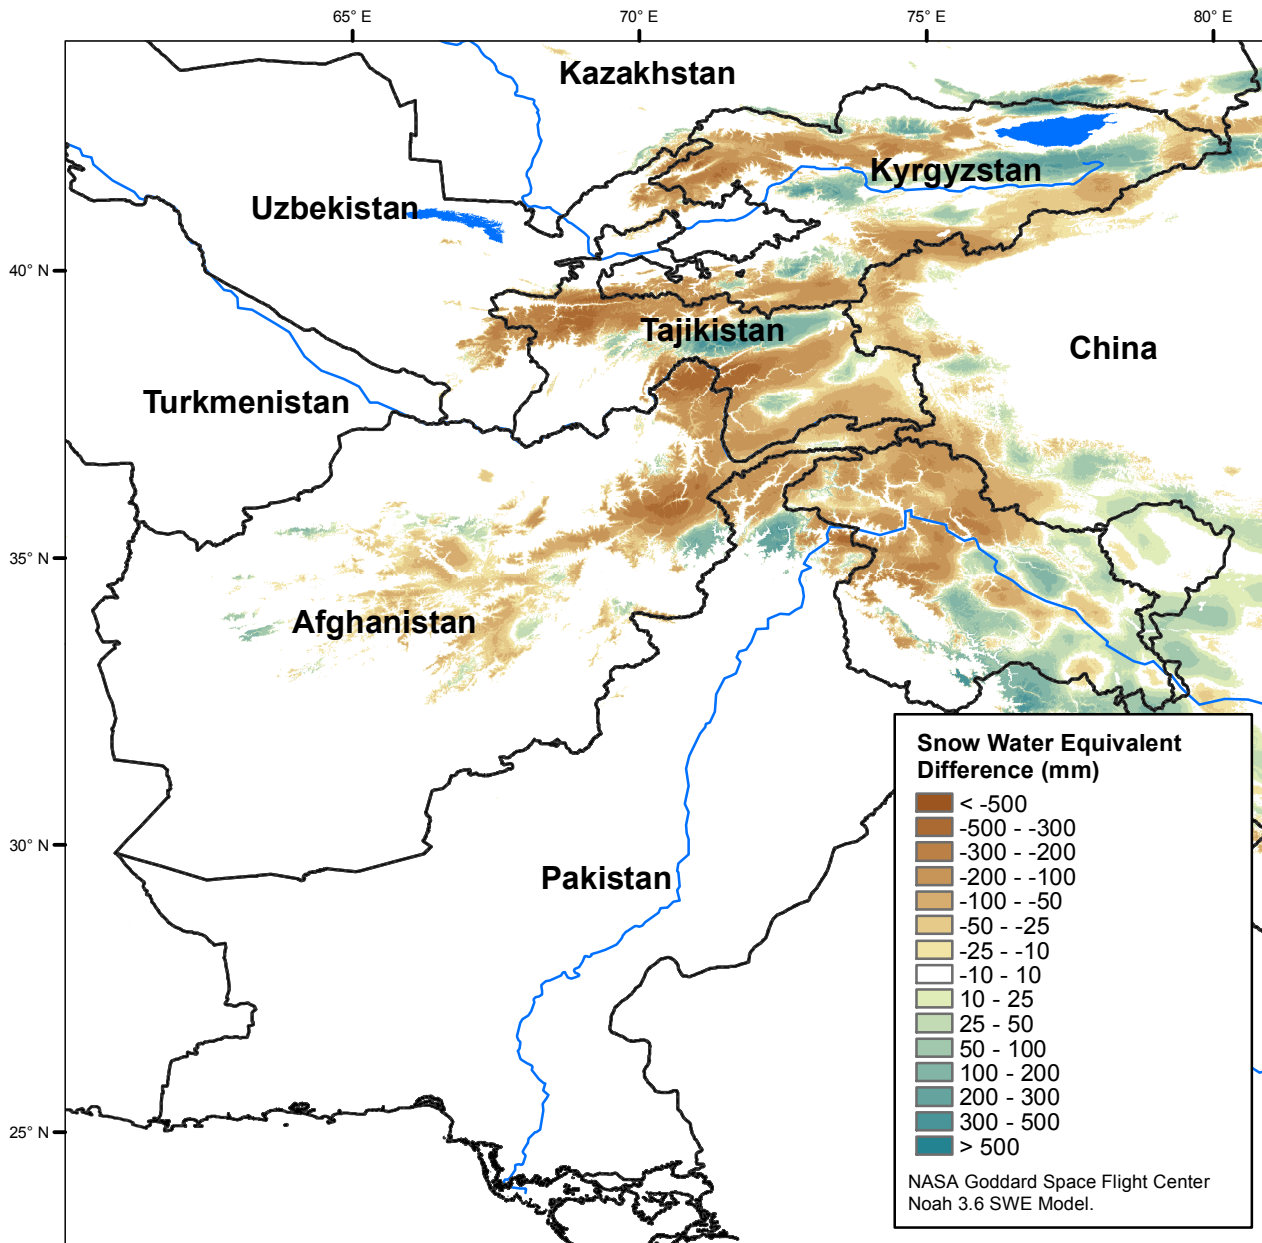 65° E
70° E
75° E
80° E
Kazakhstan
Kyrgyzstan
Uzbekistan
40° N
Tajikistan
China
Turkmenistan
35° N
Afghanistan
Snow Water Equivalent
Difference (mm)
< -500
-500 - -300
-300 - -200
-200 - -100
-100 - -50
-50 - -25
-25 - -10
-10 - 10
10 - 25
25 - 50
50 - 100
100 - 200
200 - 300
300 - 500
> 500
NASA Goddard Space Flight Center
Noah 3.6 SWE Model.
30° N
Pakistan
25° N